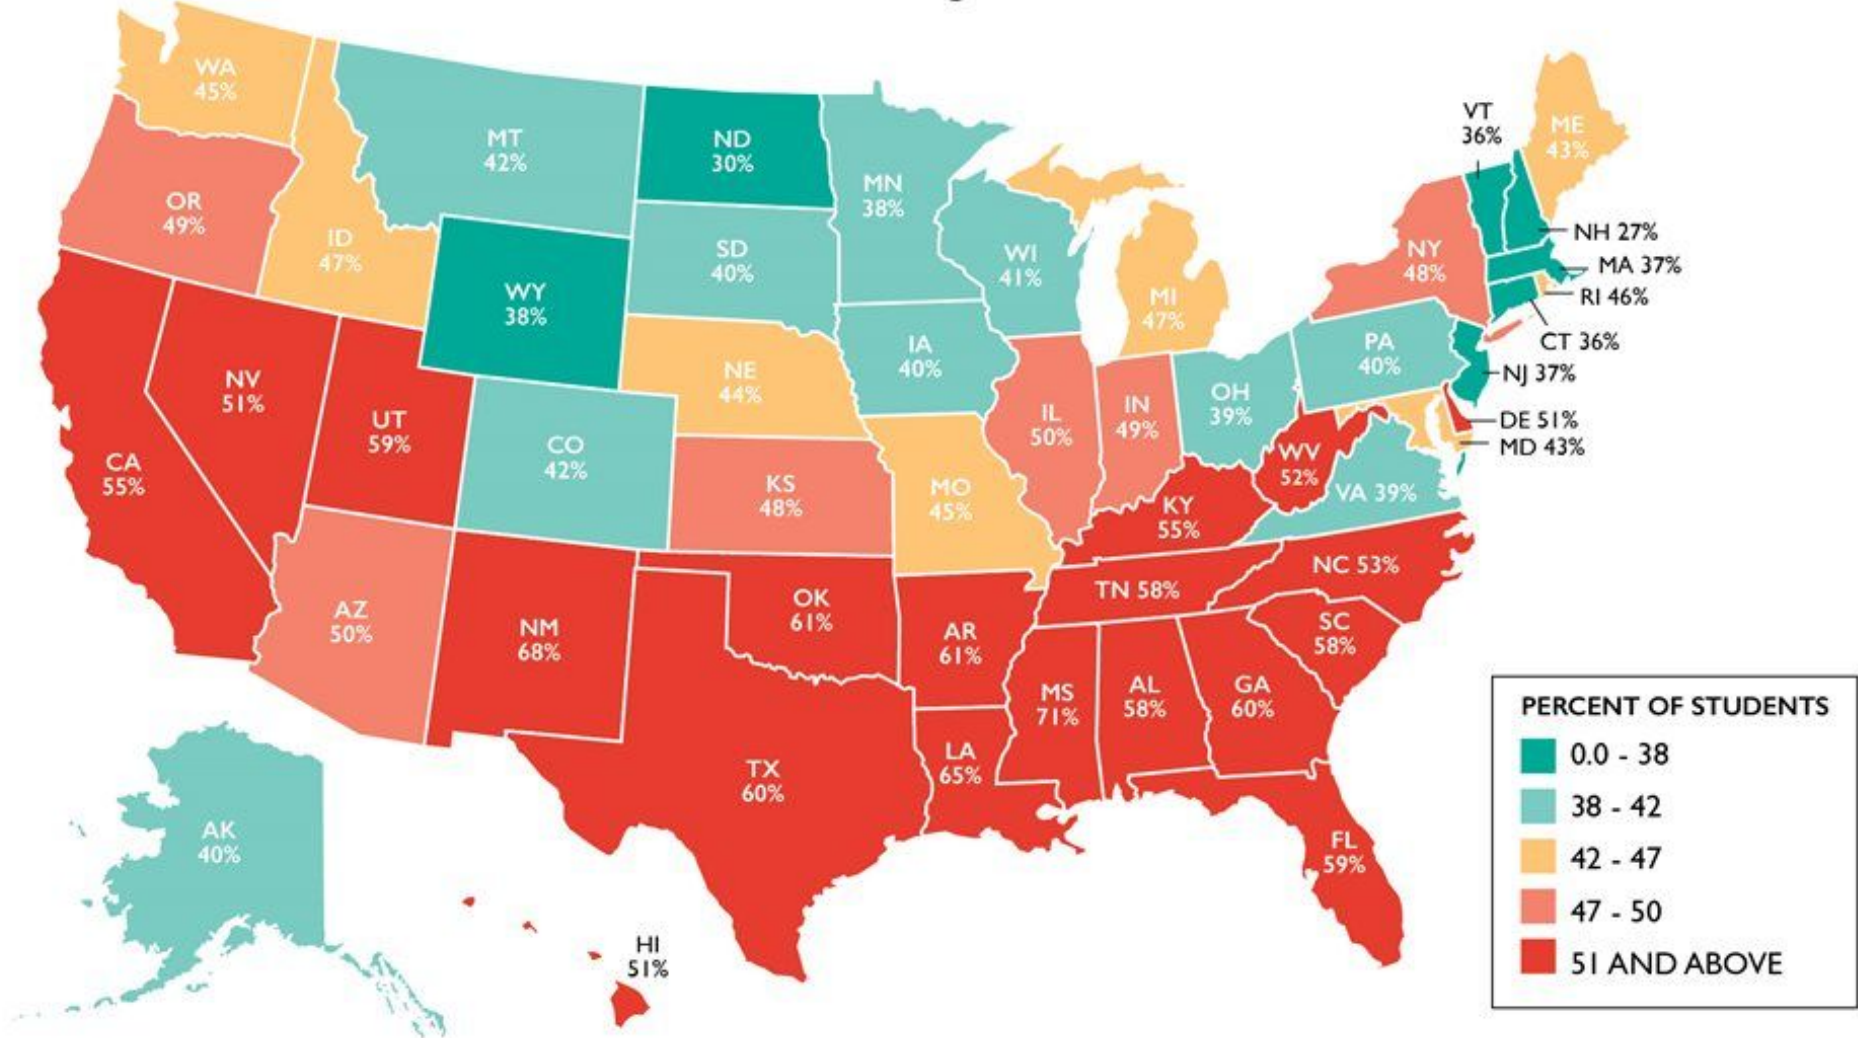 WA
45%
MT
42%
ND
30%
VT
36%
ME
43%
OR
49%
MN
38%
ID
47%
SD
40%
WI
41%
NY
48%
NH 27%
MA 37%
RI 46%
WY
38%
MI
47%
CT 36%
NV
51%
NE
44%
IA
40%
PA
40%
NJ 37%
UT
59%
OH
39%
IL
50%
IN
49%
DE 51%
MD 43%
CA
55%
CO
42%
KS
48%
MO
45%
WV
52%
VA 39%
KY
55%
NC 53%
TN 58%
AZ
50%
NM
68%
OK
61%
AR
61%
SC
58%
MS
71%
AL
58%
GA
60%
LA
65%
TX
60%
AK
40%
FL
59%
HI
51%
PERCENT OF STUDENTS
0.0 - 38
38 - 42
42 - 47
47 - 50
51 AND ABOVE